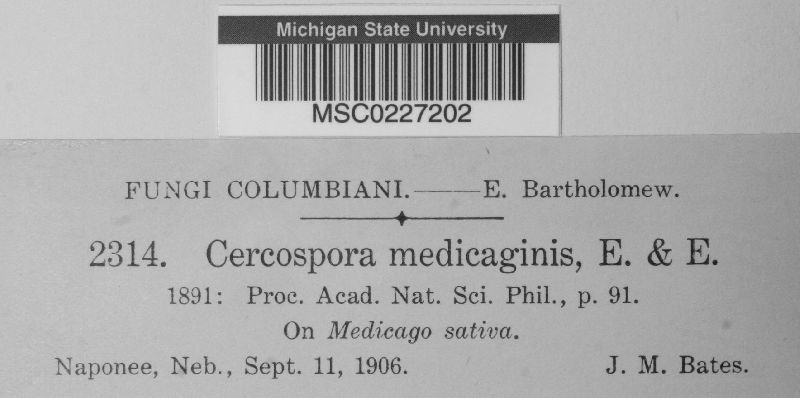 Michigan State University
MSC0227202
FUNGI COLUMBIANI.——E. Bartholomew.
2314. Cercospora medicaginis, E. & E.
1891: Proc. Acad. Nat. Sci. Phil., p. 91.
On Medicago sativa.
Naponee, Neb., Sept. 11, 1906. J. M. Bates.